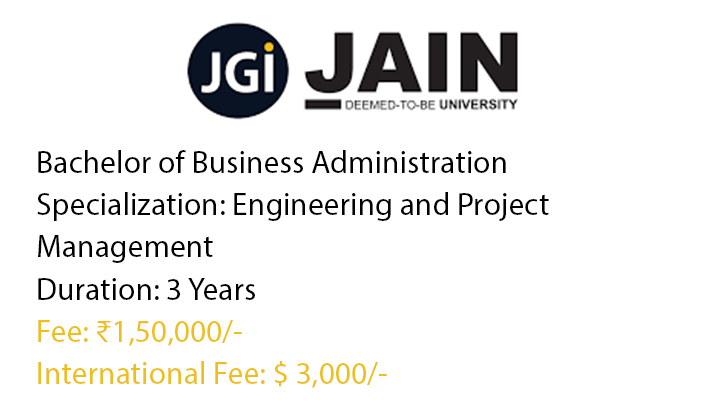 JGi JAIN
DEEMED-TO-BE UNIVERSITY
Bachelor of Business Administration
Specialization: Engineering and Project
Management
Duration: 3 Years
Fee: ₹1,50,000/-
International Fee: $ 3,000/-